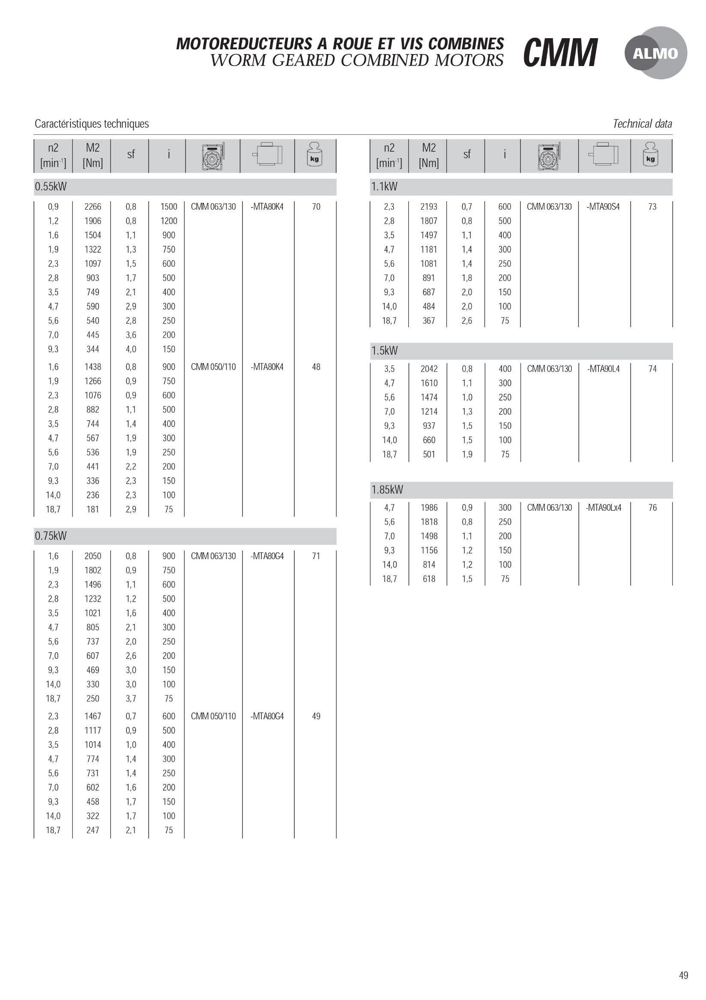 MOTOREDUCTEURS A ROUE ET VIS COMBINES
WORM GEARED COMBINED MOTORS
CMM
ALMO
Caractéristiques techniques
Technical data
n2 M2 sf i
[min-1] [Nm] kg
0.55kW
0,9 2266 0,8 1500 CMM 063/130 -MTA80K4 70
1,2 1906 0,8 1200
1,6 1504 1,1 900
1,9 1322 1,3 750
2,3 1097 1,5 600
2,8 903 1,7 500
3,5 749 2,1 400
4,7 590 2,9 300
5,6 540 2,8 250
7,0 445 3,6 200
9,3 344 4,0 150
1,6 1438 0,8 900 CMM 050/110 -MTA80K4 48
1,9 1266 0,9 750
2,3 1076 0,9 600
2,8 882 1,1 500
3,5 744 1,4 400
4,7 567 1,9 300
5,6 536 1,9 250
7,0 441 2,2 200
9,3 336 2,3 150
14,0 236 2,3 100
18,7 181 2,9 75
0.75kW
1,6 2050 0,8 900 CMM 063/130 -MTA80G4 71
1,9 1802 0,9 750
2,3 1496 1,1 600
2,8 1232 1,2 500
3,5 1021 1,6 400
4,7 805 2,1 300
5,6 737 2,0 250
7,0 607 2,6 200
9,3 469 3,0 150
14,0 330 3,0 100
18,7 250 3,7 75
2,3 1467 0,7 600 CMM 050/110 -MTA80G4 49
2,8 1117 0,9 500
3,5 1014 1,0 400
4,7 774 1,4 300
5,6 731 1,4 250
7,0 602 1,6 200
9,3 458 1,7 150
14,0 322 1,7 100
18,7 247 2,1 75
n2 M2 sf i
[min-1] [Nm] kg
1.1kW
2,3 2193 0,7 600 CMM 063/130 -MTA90S4 73
2,8 1807 0,8 500
3,5 1497 1,1 400
4,7 1181 1,4 300
5,6 1081 1,4 250
7,0 891 1,8 200
9,3 687 2,0 150
14,0 484 2,0 100
18,7 367 2,6 75
1.5kW
3,5 2042 0,8 400 CMM 063/130 -MTA90L4 74
4,7 1610 1,1 300
5,6 1474 1,0 250
7,0 1214 1,3 200
9,3 937 1,5 150
14,0 660 1,5 100
18,7 501 1,9 75
1.85kW
4,7 1986 0,9 300 CMM 063/130 -MTA90Lx4 76
5,6 1818 0,8 250
7,0 1498 1,1 200
9,3 1156 1,2 150
14,0 814 1,2 100
18,7 618 1,5 75
49